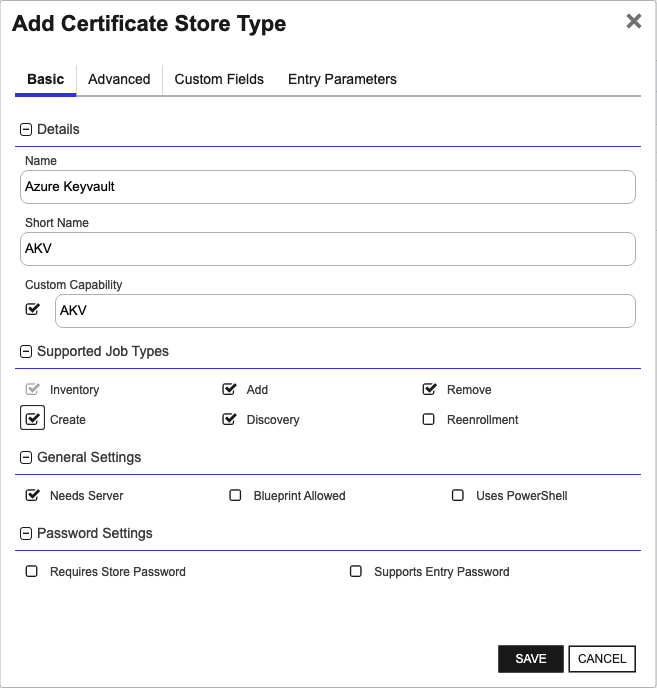 Add Certificate Store Type
Basic Advanced Custom Fields Entry Parameters
Details
Name
Azure Keyvault
Short Name
AKV
Custom Capability
AKV
Supported Job Types
Inventory Add Remove
Create Discovery Reenrollment
General Settings
Needs Server Blueprint Allowed Uses PowerShell
Password Settings
Requires Store Password Supports Entry Password
SAVE CANCEL